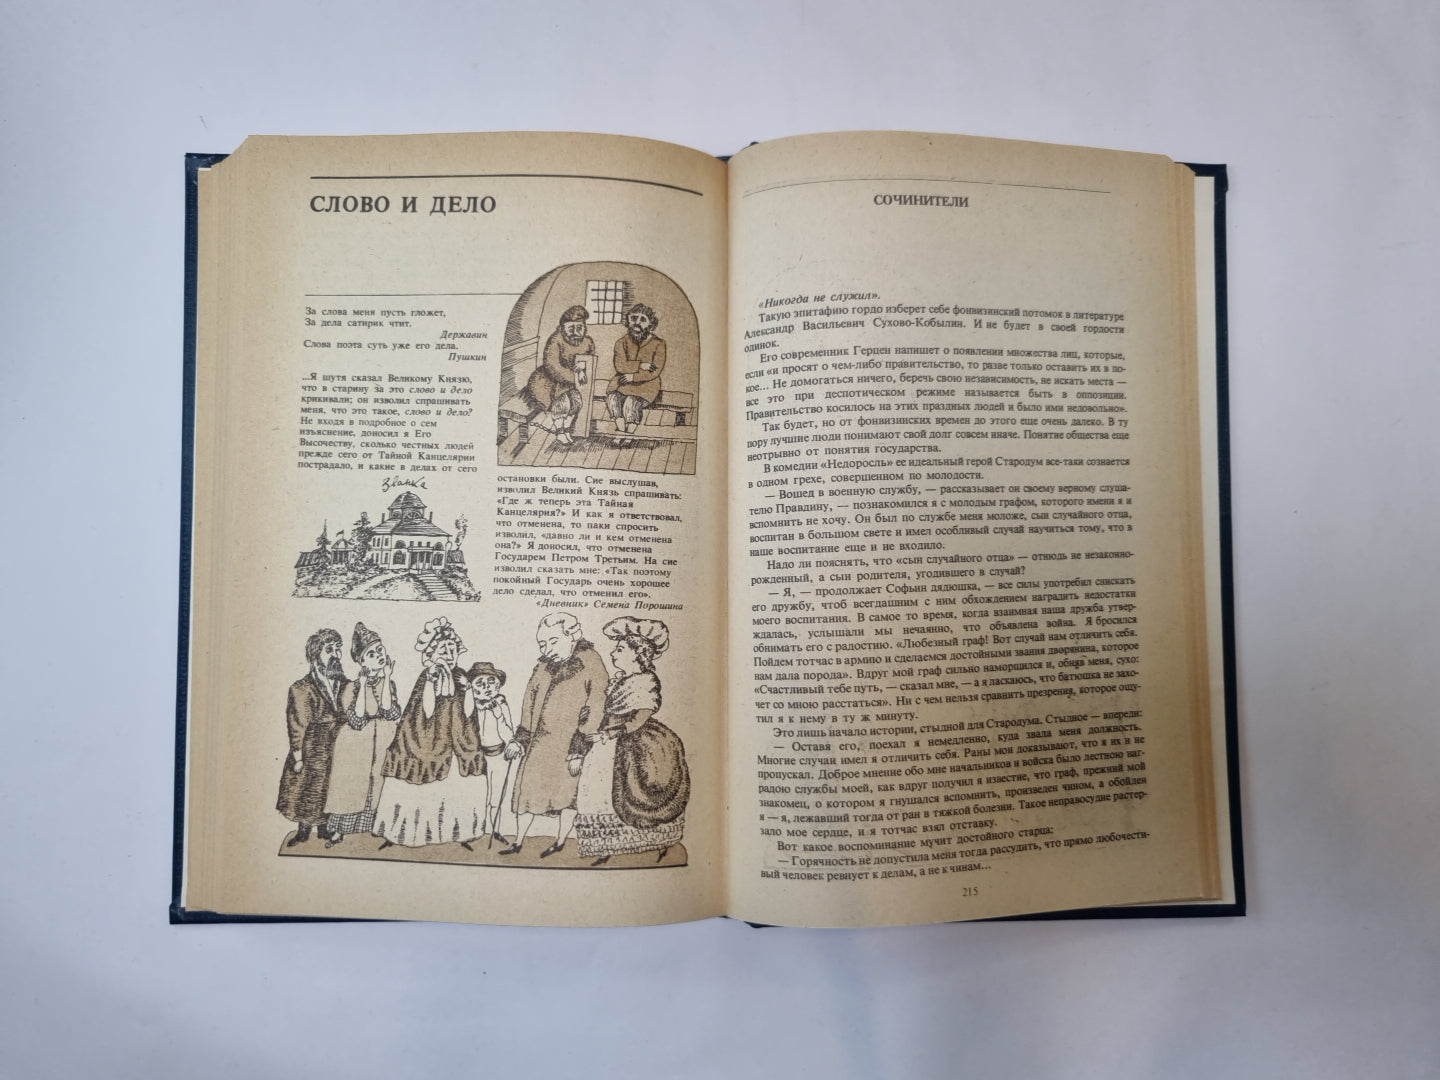 СЛОВО И ДЕЛО
За слова меня пусть гложет,
За дела сатирик чтит.
Державин
Слова поэта суть уже его дела.
Пушкин
...Я шутя сказал Великому Князю,
что в старину за это слово и дело
крикивали; он изволил спрашивать
меня, что это такое, слово и дело?
Не входя в подробное о сем
изъяснение, доносил я Его
Высочеству, сколько честных людей
прежде сего от Тайной Канцелярии
пострадало, и какие в делах от сего
остановки были. Сие выслушав,
изволил Великий Князь спрашивать:
«Где ж теперь эта Тайная
Канцелярия?» И как я ответствовал,
что отменена, то паки спросить
изволил, «давно ли и кем отменена
она?» Я доносил, что отменена
Государем Петром Третьим. На сие
изволил сказать мне: «Так поэтому
покойный Государь очень хорошее
дело сделал, что отменил его».
«Дневник» Семена Порошина
Званка
СОЧИНИТЕЛИ
«Никогда не служил».
Такую эпитафию гордо изберет себе фонвизинский потомок в литературе
Александр Васильевич Сухово-Кобылин. И не будет в своей гордости
одинок.
Его современник Герцен напишет о появлении множества лиц, которые,
если «и просят о чем-либо правительство, то разве только оставить их в по-
кое... Не домогаться ничего, беречь свою независимость, не искать места —
все это при деспотическом режиме называется быть в оппозиции.
Правительство косилось на этих праздных людей и было ими недовольно».
Так будет, но от фонвизинских времен до этого еще очень далеко. В ту
пору лучшие люди понимают свой долг совсем иначе. Понятие общества еще
неотрывно от понятия государства.
В комедии «Недоросль» ее идеальный герой Стародум все-таки сознается
в одном грехе, совершенном по молодости.
— Вошед в военную службу, — рассказывает он своему верному слуша-
телю Правдину, — познакомился я с молодым графом, которого имени я и
вспомнить не хочу. Он был по службе меня моложе, сын случайного отца,
воспитан в большом свете и имел особливый случай научиться тому, что в
наше воспитание еще и не входило.
Надо ли пояснять, что «сын случайного отца» — отнюдь не незаконно-
рожденный, а сын родителя, угодившего в случай?
— Я, — продолжает Софьин дядюшка, — все силы употребил снискать
его дружбу, чтоб всегдашним с ним обхождением наградить недостатки
моего воспитания. В самое то время, когда взаимная наша дружба утвер-
ждалась, услышали мы нечаянно, что объявлена война. Я бросился
обнимать его с радостию. «Любезный граф! Вот случай нам отличить себя.
Пойдем тотчас в армию и сделаемся достойными звания дворянина, которое
нам дала порода». Вдруг мой граф сильно наморщился и, обняв меня, сухо:
«Счастливый тебе путь, — сказал мне, — а я ласкаюсь, что батюшка не захо-
чет со мною расстаться». Ни с чем нельзя сравнить презрения, которое ощу-
тил я к нему в ту ж минуту.
Это лишь начало истории, стыдной для Стародума. Стыдное — впереди:
— Оставя его, поехал я немедленно, куда звала меня должность.
Многие случаи имел я отличить себя. Раны мои доказывают, что я их и не
пропускал. Доброе мнение обо мне начальников и войска было лестною наг-
радою службы моей, как вдруг получил я известие, что граф, прежний мой
знакомец, о котором я гнушался вспомнить, произведен чином, а обойден
я — я, лежавший тогда от ран в тяжкой болезни. Такое неправосудие растер-
зало мое сердце, и я тотчас взял отставку.
Вот какое воспоминание мучит достойного старца:
— Горячность не допустила меня тогда рассудить, что прямо любочести-
вый человек ревнует к делам, а не к чинам...
215